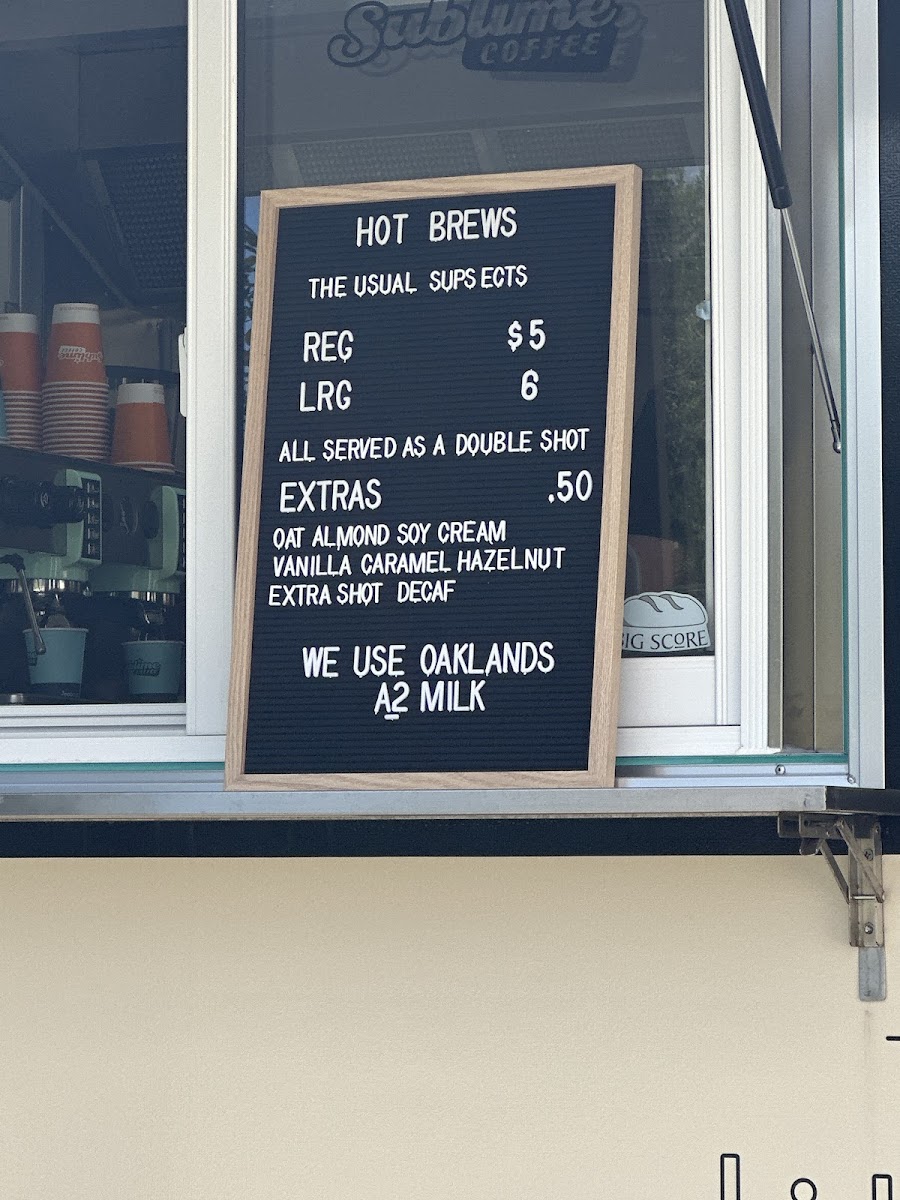 Sublime
COFFEE
HOT BREWS
THE USUAL SUPSECTS
REG $5
LRG 6
ALL SERVED AS A DOUBLE SHOT
EXTRAS .50
OAT ALMOND SOY CREAM
VANILLA CARAMEL HAZELNUT
EXTRA SHOT DECAF
WE USE OAKLANDS
A2 MILK
BIG SCORE
Sublime